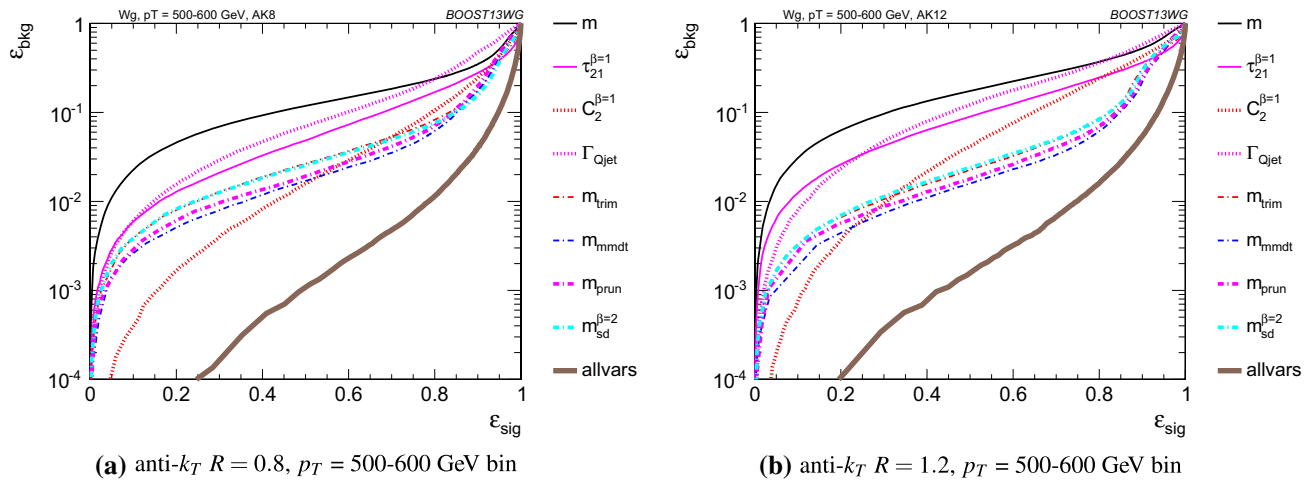 Wg, pT = 500-600 GeV, AK8
BOOST13WG
ε_bkg
1
10⁻¹
10⁻²
10⁻³
10⁻⁴
0 0.2 0.4 0.6 0.8 1
ε_sig
m
τ₂₁^β=1
C₂^β=1
Γ_Qjet
m_trim
m_mmdt
m_prun
m_sd^β=2
allvars
(a) anti-k_T R = 0.8, p_T = 500-600 GeV bin
Wg, pT = 500-600 GeV, AK12
BOOST13WG
ε_bkg
1
10⁻¹
10⁻²
10⁻³
10⁻⁴
0 0.2 0.4 0.6 0.8 1
ε_sig
m
τ₂₁^β=1
C₂^β=1
Γ_Qjet
m_trim
m_mmdt
m_prun
m_sd^β=2
allvars
(b) anti-k_T R = 1.2, p_T = 500-600 GeV bin